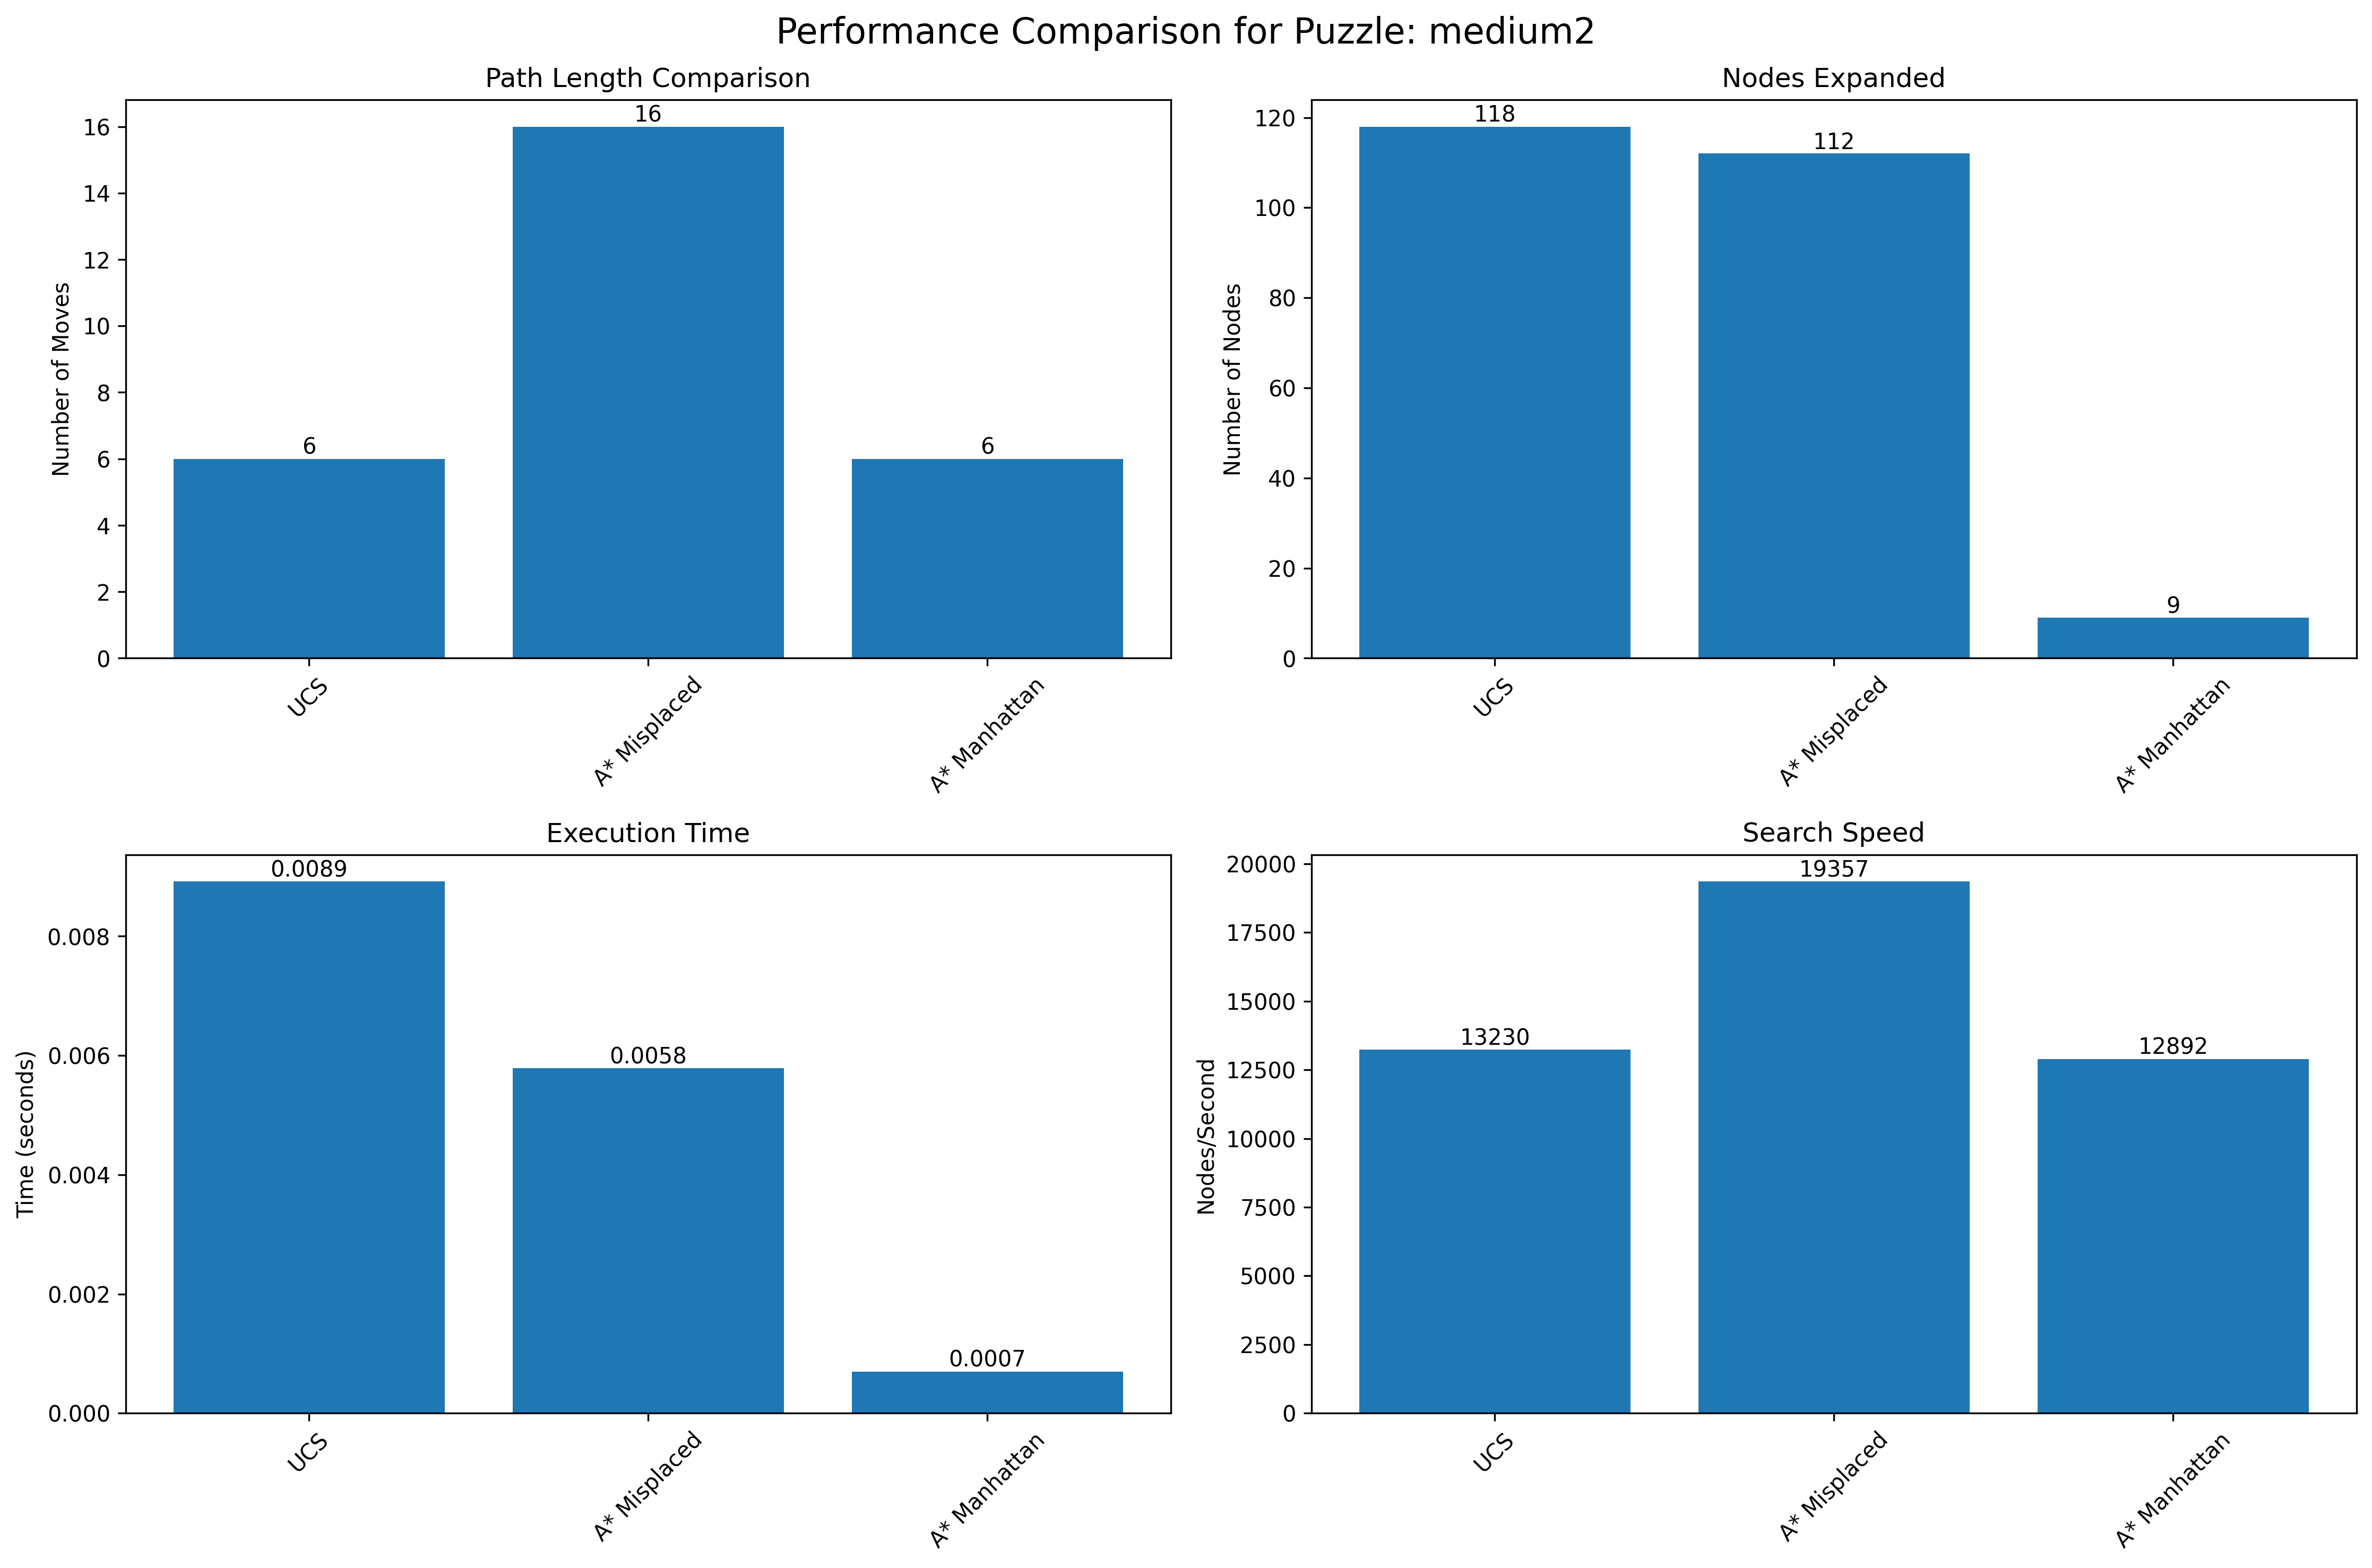 Performance Comparison for Puzzle: medium2
Path Length Comparison
Number of Moves
16
14
12
10
8
6
4
2
0
6
16
6
UCS
A* Misplaced
A* Manhattan
Nodes Expanded
Number of Nodes
120
100
80
60
40
20
0
118
112
9
UCS
A* Misplaced
A* Manhattan
Execution Time
Time (seconds)
0.008
0.006
0.004
0.002
0.000
0.0089
0.0058
0.0007
UCS
A* Misplaced
A* Manhattan
Search Speed
Nodes/Second
20000
17500
15000
12500
10000
7500
5000
2500
0
13230
19357
12892
UCS
A* Misplaced
A* Manhattan